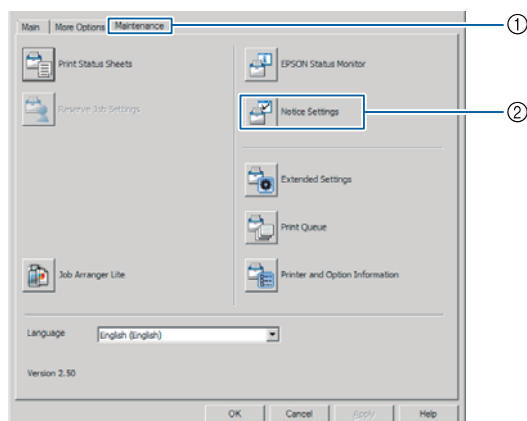 Main More Options Maintenance
①
Print Status Sheets
EPSON Status Monitor
Reserve Job Settings
Notice Settings
②
Extended Settings
Print Queue
Job Arranger Lite
Printer and Option Information
Language English (English)
Version 2.50
OK Cancel Apply Help